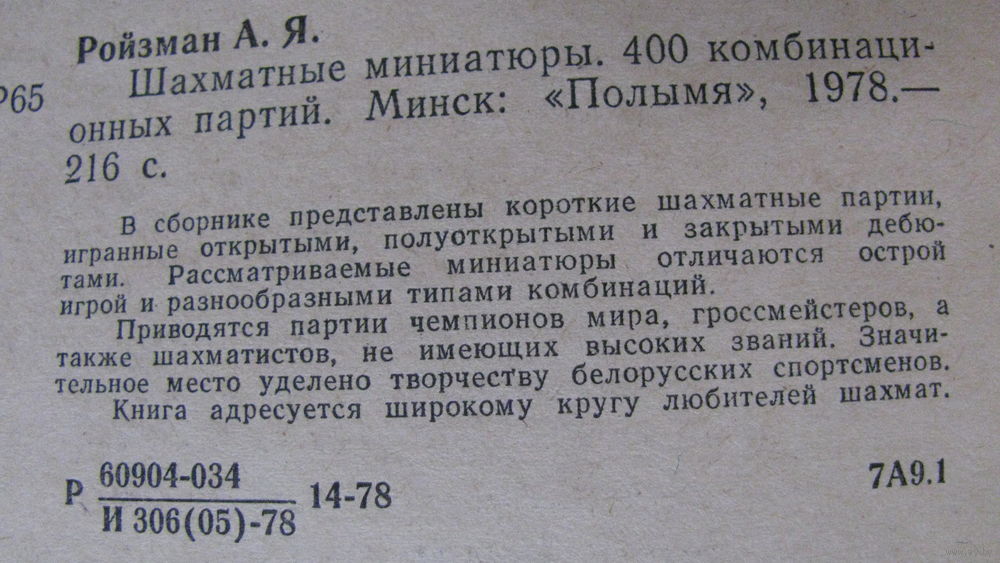 Ройзман А. Я.
Р65 Шахматные миниатюры. 400 комбинаци-
онных партий. Минск: «Полымя», 1978.—
216 с.
В сборнике представлены короткие шахматные партии,
игранные открытыми, полуоткрытыми и закрытыми дебю-
тами. Рассматриваемые миниатюры отличаются острой
игрой и разнообразными типами комбинаций.
Приводятся партии чемпионов мира, гроссмейстеров, а
также шахматистов, не имеющих высоких званий. Значи-
тельное место уделено творчеству белорусских спортсменов.
Книга адресуется широкому кругу любителей шахмат.
60904-034
Р 14-78 7А9.1
И 306(05)-78